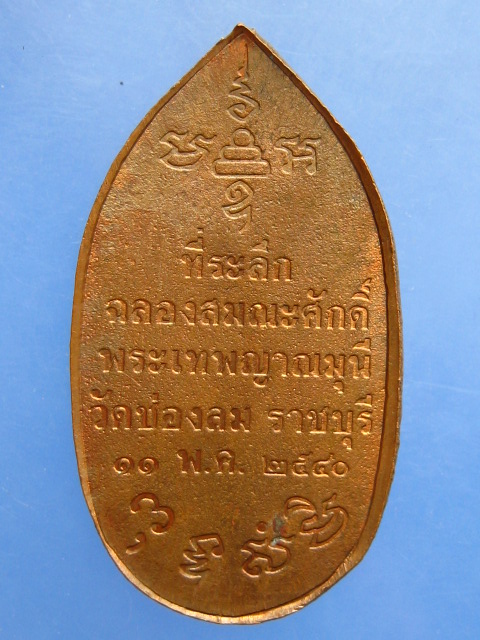 ที่ระลึก
ฉลองสมณะศักดิ์
พระเทพญาณมุนี
วัดช่องลม ราชบุรี
๑๑ พ.ค. ๒๕๔๐